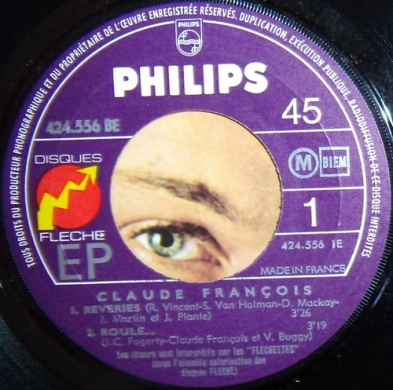 TOUS DROITS DU PRODUCTEUR PHONOGRAPHIQUE ET DU PROPRIÉTAIRE DE L'ŒUVRE ENREGISTRÉE RÉSERVÉS. DUPLICATION, EXÉCUTION PUBLIQUE, RADIODIFFUSION DE CE DISQUE INTERDITES
PHILIPS
PHILIPS
45
424.556 BE
DISQUES
FLECHE
EP
M BIEM
1
424.556 IE
MADE IN FRANCE
CLAUDE FRANÇOIS
1. REVERIES (R. Vincent-S. Van Holman-D. Mackay-
J. Martin et J. Plante) 3'26
2. ROULE... 3'19
(J.C. Fogerty-Claude François et V. Buggy)
Les chœurs sont interprétés par les "FLECHETTES"
(avec l'aimable autorisation des
disques FLECHE)